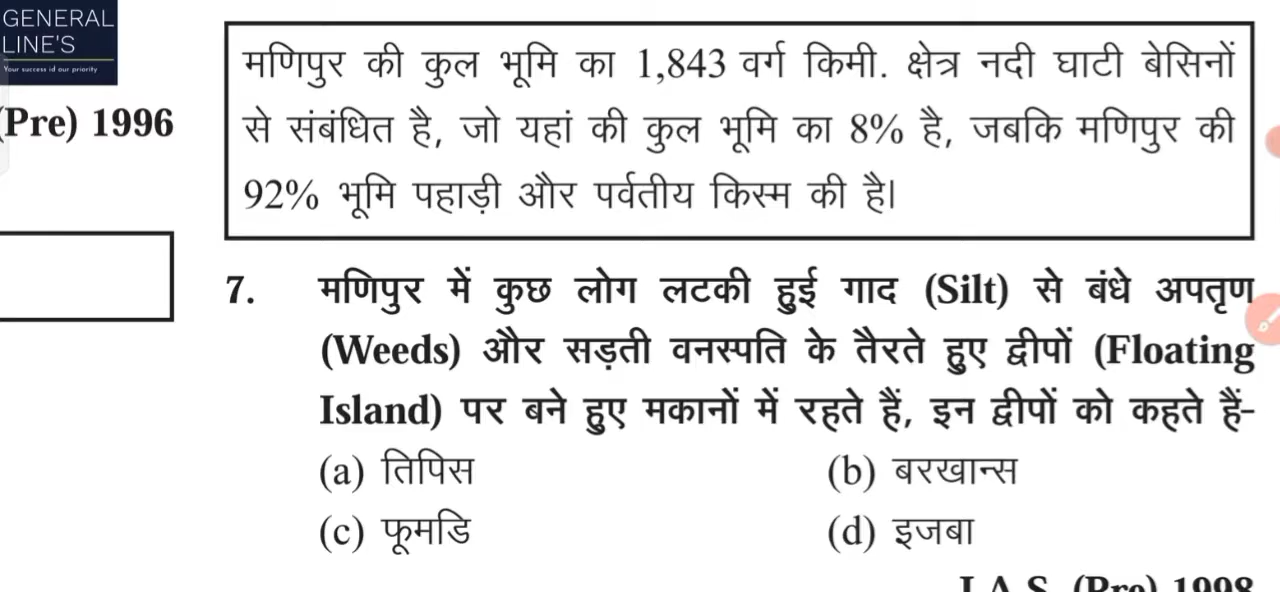 GENERAL
LINE'S
Your success id our priority
(Pre) 1996
मणिपुर की कुल भूमि का 1,843 वर्ग किमी. क्षेत्र नदी घाटी बेसिनों
से संबंधित है, जो यहां की कुल भूमि का 8% है, जबकि मणिपुर की
92% भूमि पहाड़ी और पर्वतीय किस्म की है।
7. मणिपुर में कुछ लोग लटकी हुई गाद (Silt) से बंधे अपतृण
(Weeds) और सड़ती वनस्पति के तैरते हुए द्वीपों (Floating
Island) पर बने हुए मकानों में रहते हैं, इन द्वीपों को कहते हैं-
(a) तिपिस (b) बरखान्स
(c) फूमडि (d) इजबा
I.A.S. (Pre) 1998